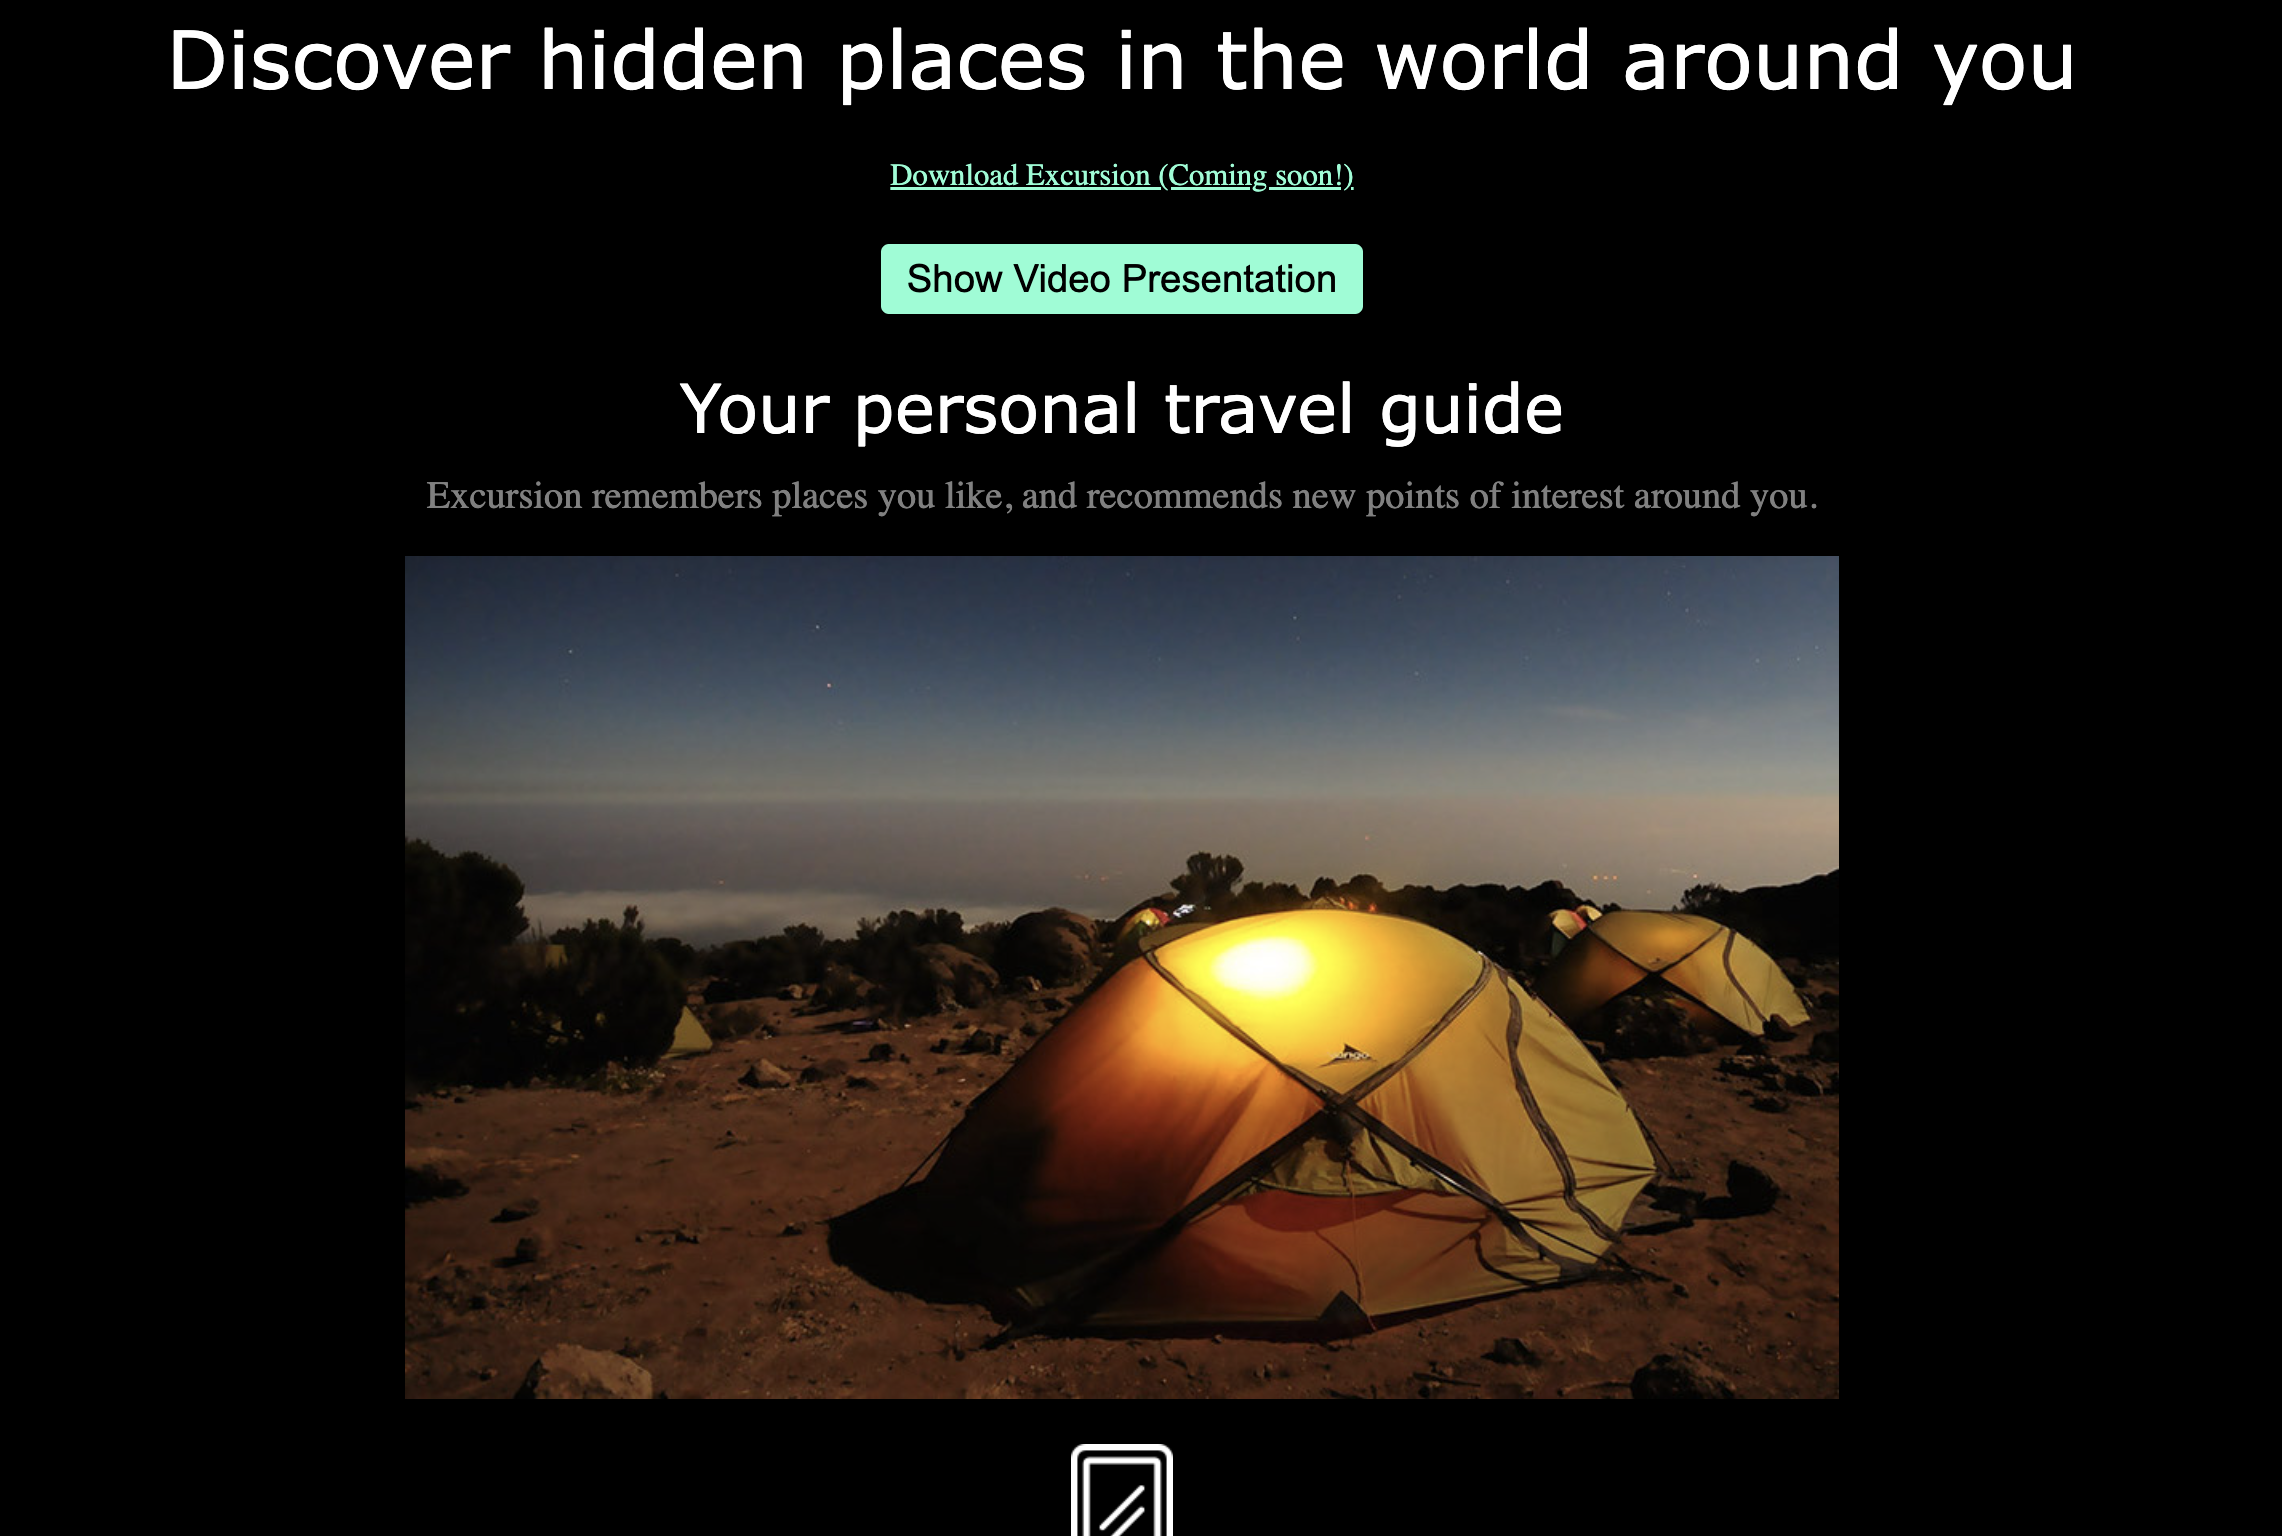 Discover hidden places in the world around you
Download Excursion (Coming soon!)
Show Video Presentation
Your personal travel guide
Excursion remembers places you like, and recommends new points of interest around you.